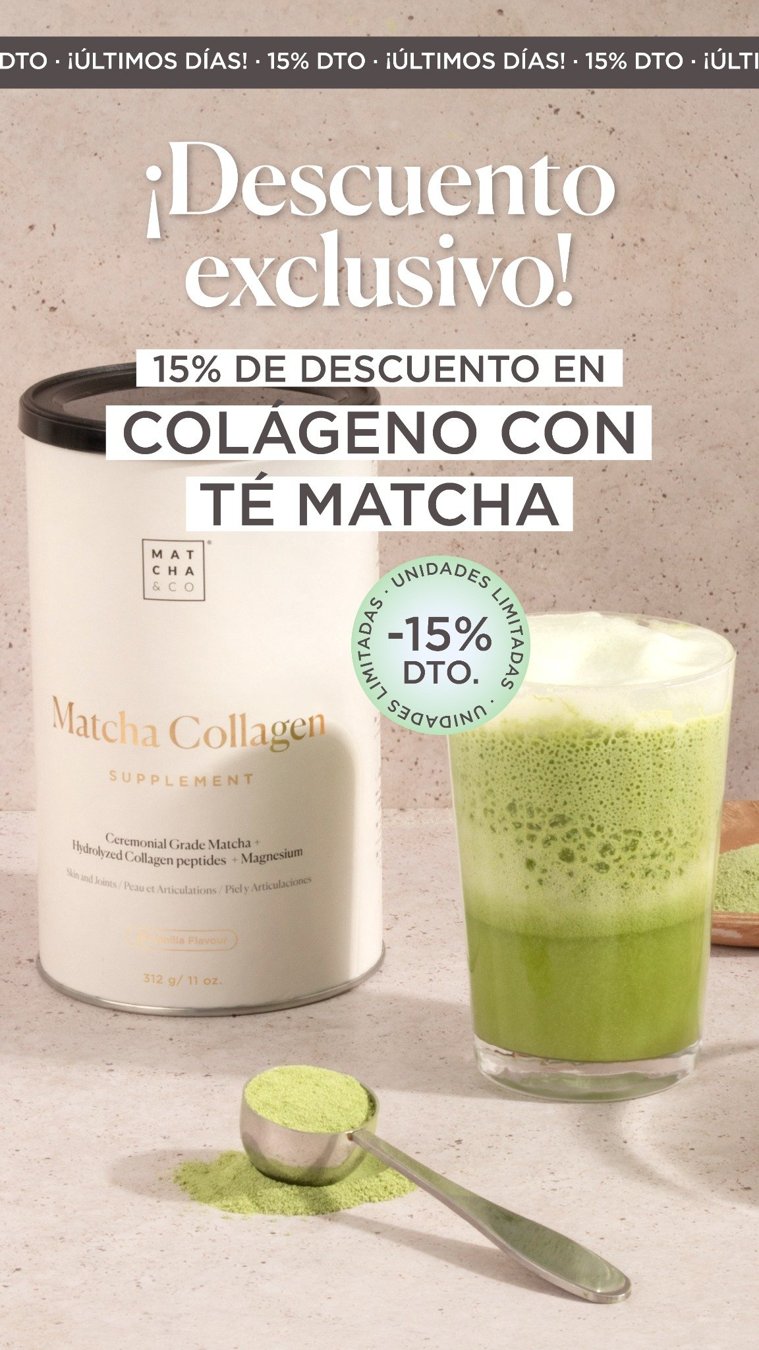 DTO · ¡ÚLTIMOS DÍAS! · 15% DTO · ¡ÚLTIMOS DÍAS! · 15% DTO · ¡ÚLTI
¡Descuento
exclusivo!
15% DE DESCUENTO EN
COLÁGENO CON
TÉ MATCHA
MAT
CHA
& CO
®
· UNIDADES LIMITADAS · UNIDADES LIMITADAS
-15%
DTO.
Matcha Collagen
SUPPLEMENT
Ceremonial Grade Matcha +
Hydrolyzed Collagen peptides + Magnesium
Skin and Joints / Peau et Articulations / Piel y Articulaciones
Flavour
312 g/ 11 oz.